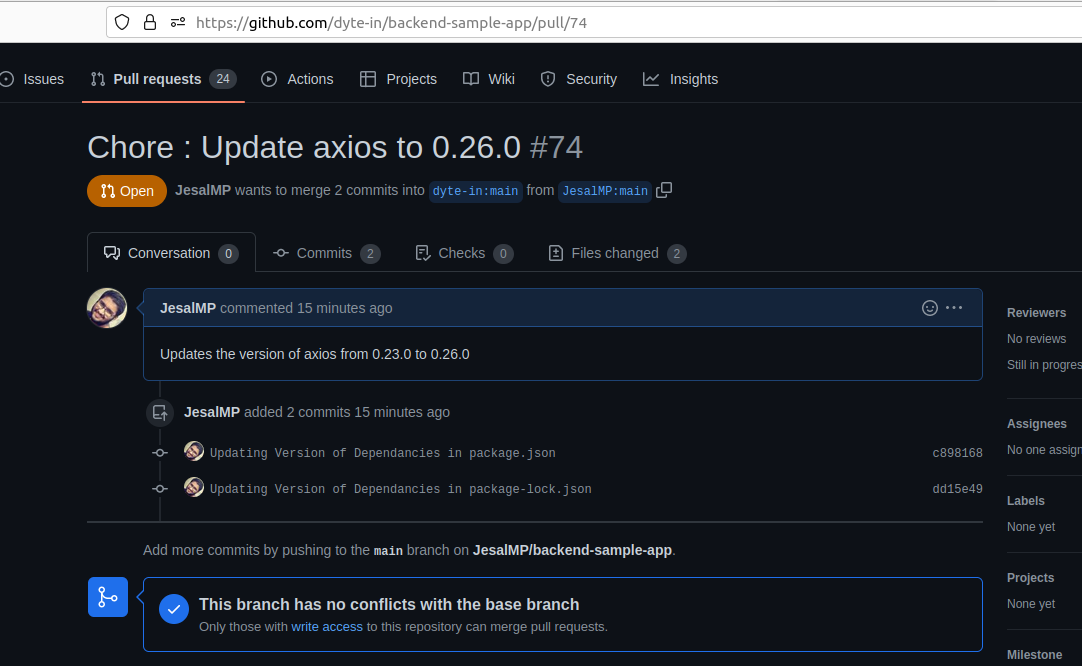 https://github.com/dyte-in/backend-sample-app/pull/74
Issues Pull requests 24 Actions Projects Wiki Security Insights
Chore : Update axios to 0.26.0 #74
Open JesalMP wants to merge 2 commits into dyte-in:main from JesalMP:main
Conversation 0 Commits 2 Checks 0 Files changed 2
JesalMP commented 15 minutes ago
Updates the version of axios from 0.23.0 to 0.26.0
JesalMP added 2 commits 15 minutes ago
Updating Version of Dependancies in package.json c898168
Updating Version of Dependancies in package-lock.json dd15e49
Add more commits by pushing to the main branch on JesalMP/backend-sample-app.
This branch has no conflicts with the base branch
Only those with write access to this repository can merge pull requests.
Reviewers
No reviews
Still in progres
Assignees
No one assign
Labels
None yet
Projects
None yet
Milestone